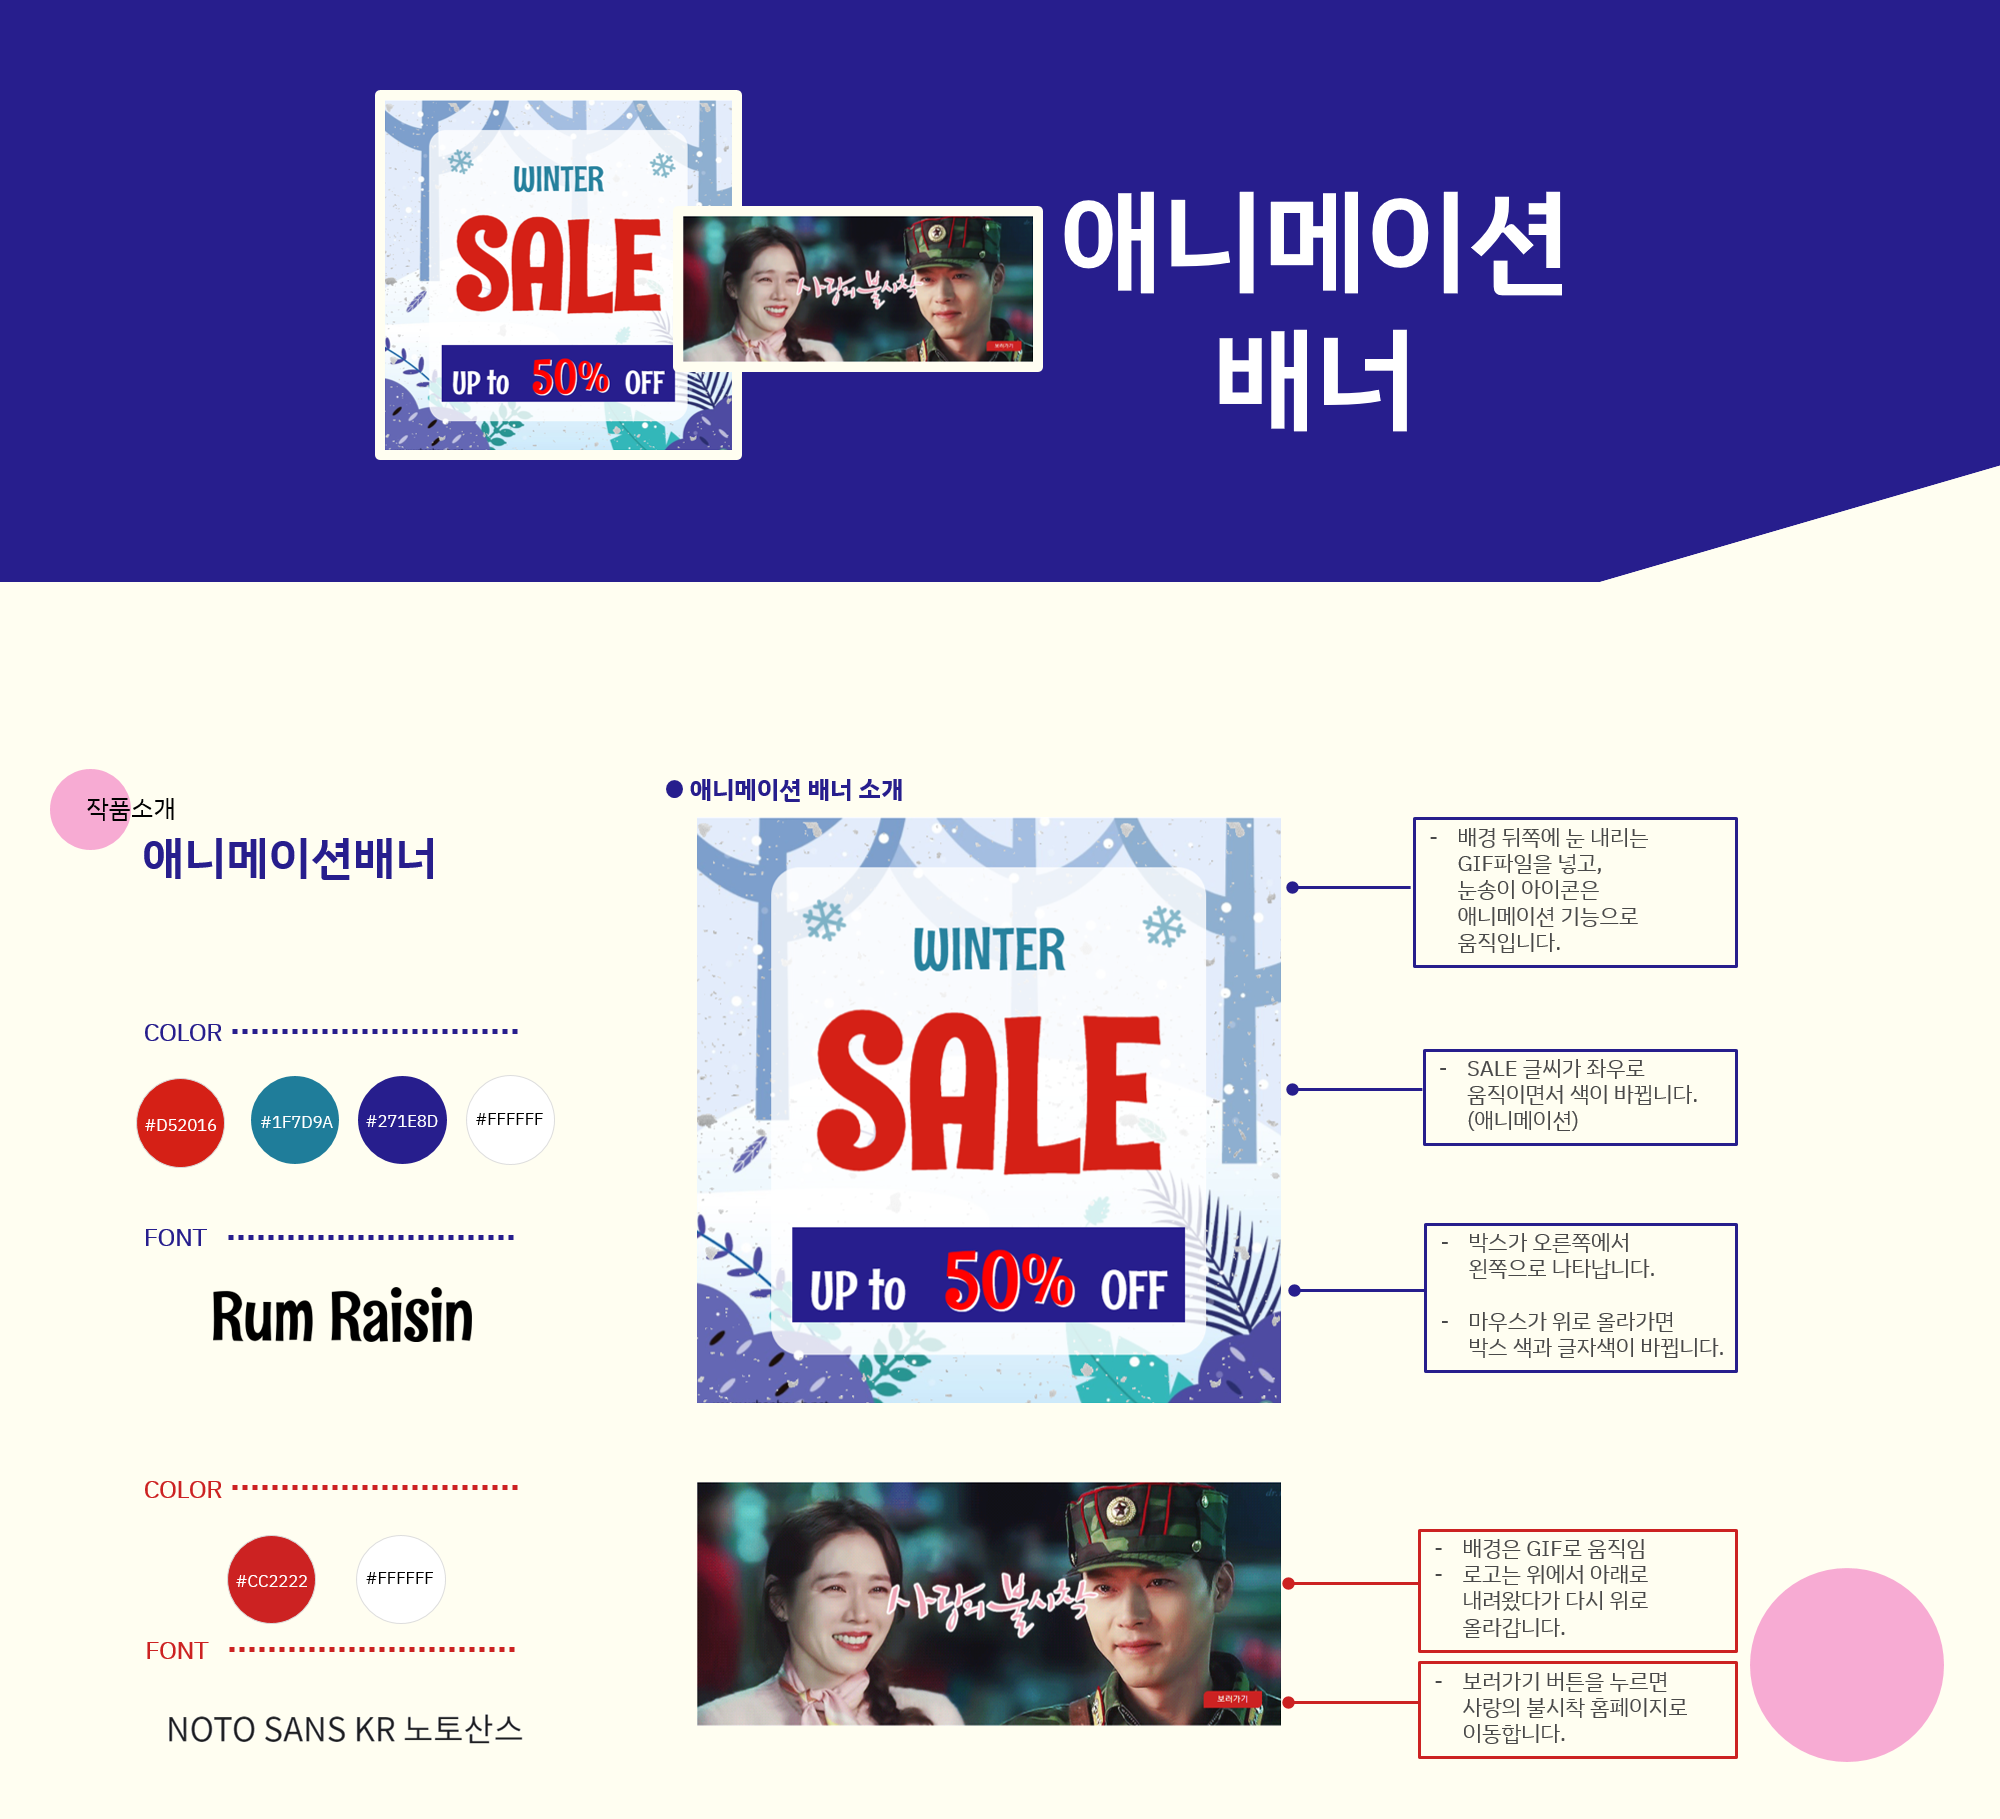 WINTER
SALE
UP to 50% OFF
사랑의 불시착
보러가기
애니메이션
배너
작품소개
애니메이션배너
COLOR
#D52016
#1F7D9A
#271E8D
#FFFFFF
FONT
Rum Raisin
COLOR
#CC2222
#FFFFFF
FONT
NOTO SANS KR 노토산스
애니메이션 배너 소개
WINTER
SALE
UP to 50% OFF
- 배경 뒤쪽에 눈 내리는
GIF파일을 넣고,
눈송이 아이콘은
애니메이션 기능으로
움직입니다.
- SALE 글씨가 좌우로
움직이면서 색이 바뀝니다.
(애니메이션)
- 박스가 오른쪽에서
왼쪽으로 나타납니다.
- 마우스가 위로 올라가면
박스 색과 글자색이 바뀝니다.
사랑의 불시착
보러가기
- 배경은 GIF로 움직임
- 로고는 위에서 아래로
내려왔다가 다시 위로
올라갑니다.
- 보러가기 버튼을 누르면
사랑의 불시착 홈페이지로
이동합니다.